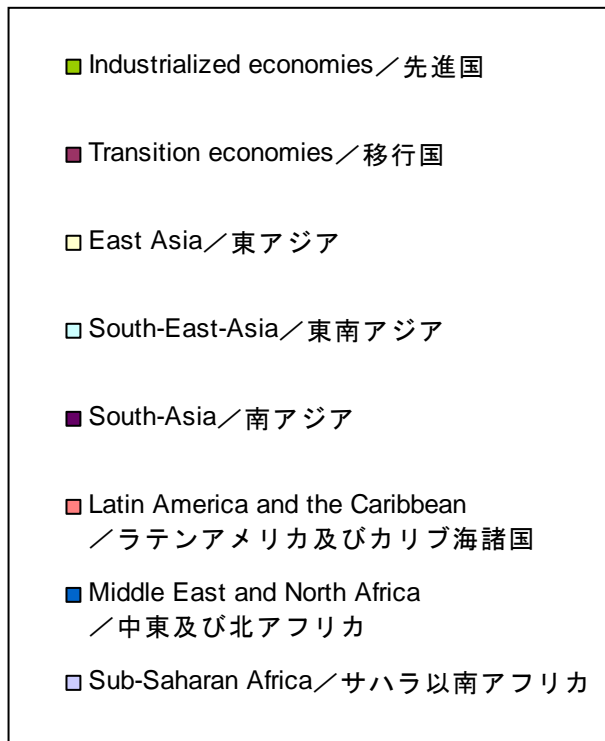 Industrialized economies／先進国
Transition economies／移行国
East Asia／東アジア
South-East-Asia／東南アジア
South-Asia／南アジア
Latin America and the Caribbean
／ラテンアメリカ及びカリブ海諸国
Middle East and North Africa
／中東及び北アフリカ
Sub-Saharan Africa／サハラ以南アフリカ